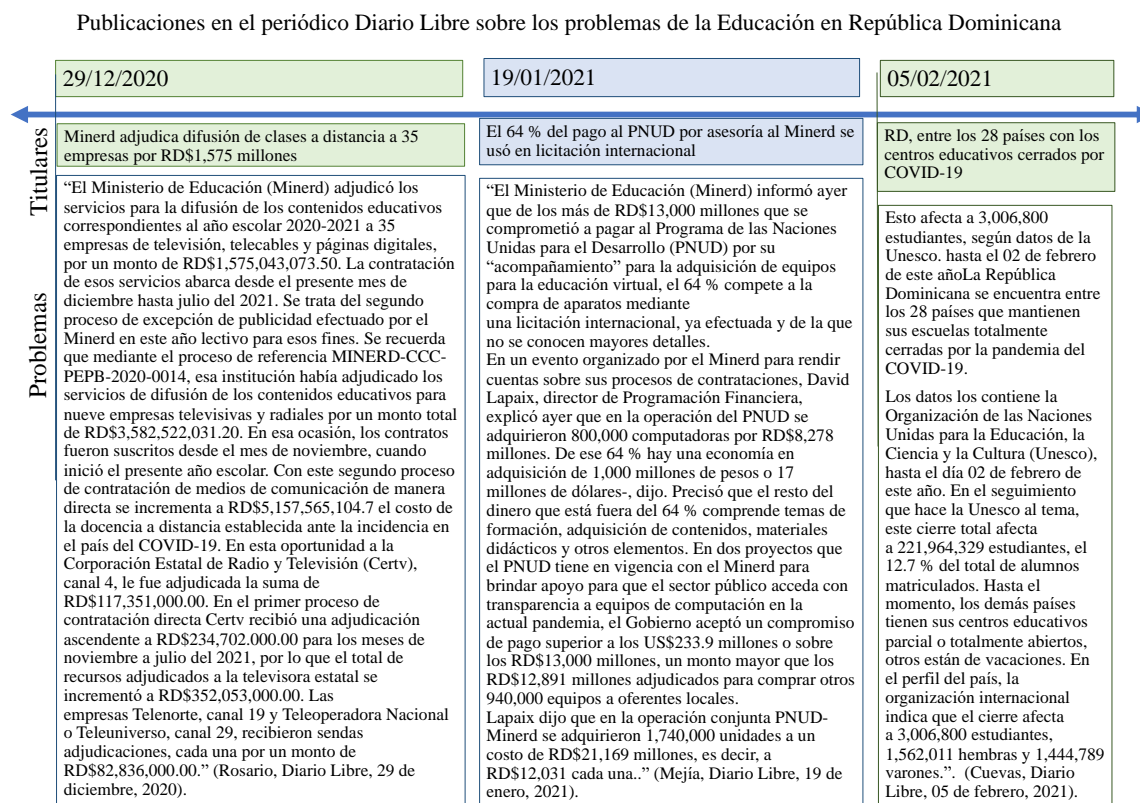 Publicaciones en el periódico Diario Libre sobre los problemas de la Educación en República Dominicana
29/12/2020
19/01/2021
05/02/2021
Titulares
Minerd adjudica difusión de clases a distancia a 35
empresas por RD$1,575 millones
El 64 % del pago al PNUD por asesoría al Minerd se
usó en licitación internacional
RD, entre los 28 países con los
centros educativos cerrados por
COVID-19
Problemas
“El Ministerio de Educación (Minerd) adjudicó los
servicios para la difusión de los contenidos educativos
correspondientes al año escolar 2020-2021 a 35
empresas de televisión, telecables y páginas digitales,
por un monto de RD$1,575,043,073.50. La contratación
de esos servicios abarca desde el presente mes de
diciembre hasta julio del 2021. Se trata del segundo
proceso de excepción de publicidad efectuado por el
Minerd en este año lectivo para esos fines. Se recuerda
que mediante el proceso de referencia MINERD-CCC-
PEPB-2020-0014, esa institución había adjudicado los
servicios de difusión de los contenidos educativos para
nueve empresas televisivas y radiales por un monto total
de RD$3,582,522,031.20. En esa ocasión, los contratos
fueron suscritos desde el mes de noviembre, cuando
inició el presente año escolar. Con este segundo proceso
de contratación de medios de comunicación de manera
directa se incrementa a RD$5,157,565,104.7 el costo de
la docencia a distancia establecida ante la incidencia en
el país del COVID-19. En esta oportunidad a la
Corporación Estatal de Radio y Televisión (Certv),
canal 4, le fue adjudicada la suma de
RD$117,351,000.00. En el primer proceso de
contratación directa Certv recibió una adjudicación
ascendente a RD$234,702.000.00 para los meses de
noviembre a julio del 2021, por lo que el total de
recursos adjudicados a la televisora estatal se
incrementó a RD$352,053,000.00. Las
empresas Telenorte, canal 19 y Teleoperadora Nacional
o Teleuniverso, canal 29, recibieron sendas
adjudicaciones, cada una por un monto de
RD$82,836,000.00.” (Rosario, Diario Libre, 29 de
diciembre, 2020).
“El Ministerio de Educación (Minerd) informó ayer
que de los más de RD$13,000 millones que se
comprometió a pagar al Programa de las Naciones
Unidas para el Desarrollo (PNUD) por su
“acompañamiento” para la adquisición de equipos
para la educación virtual, el 64 % compete a la
compra de aparatos mediante
una licitación internacional, ya efectuada y de la que
no se conocen mayores detalles.
En un evento organizado por el Minerd para rendir
cuentas sobre sus procesos de contrataciones, David
Lapaix, director de Programación Financiera,
explicó ayer que en la operación del PNUD se
adquirieron 800,000 computadoras por RD$8,278
millones. De ese 64 % hay una economía en
adquisición de 1,000 millones de pesos o 17
millones de dólares-, dijo. Precisó que el resto del
dinero que está fuera del 64 % comprende temas de
formación, adquisición de contenidos, materiales
didácticos y otros elementos. En dos proyectos que
el PNUD tiene en vigencia con el Minerd para
brindar apoyo para que el sector público acceda con
transparencia a equipos de computación en la
actual pandemia, el Gobierno aceptó un compromiso
de pago superior a los US$233.9 millones o sobre
los RD$13,000 millones, un monto mayor que los
RD$12,891 millones adjudicados para comprar otros
940,000 equipos a oferentes locales.
Lapaix dijo que en la operación conjunta PNUD-
Minerd se adquirieron 1,740,000 unidades a un
costo de RD$21,169 millones, es decir, a
RD$12,031 cada una..” (Mejía, Diario Libre, 19 de
enero, 2021).
Esto afecta a 3,006,800
estudiantes, según datos de la
Unesco. hasta el 02 de febrero
de este añoLa República
Dominicana se encuentra entre
los 28 países que mantienen
sus escuelas totalmente
cerradas por la pandemia del
COVID-19.
Los datos los contiene la
Organización de las Naciones
Unidas para la Educación, la
Ciencia y la Cultura (Unesco),
hasta el día 02 de febrero de
este año. En el seguimiento
que hace la Unesco al tema,
este cierre total afecta
a 221,964,329 estudiantes, el
12.7 % del total de alumnos
matriculados. Hasta el
momento, los demás países
tienen sus centros educativos
parcial o totalmente abiertos,
otros están de vacaciones. En
el perfil del país, la
organización internacional
indica que el cierre afecta
a 3,006,800 estudiantes,
1,562,011 hembras y 1,444,789
varones.”. (Cuevas, Diario
Libre, 05 de febrero, 2021).